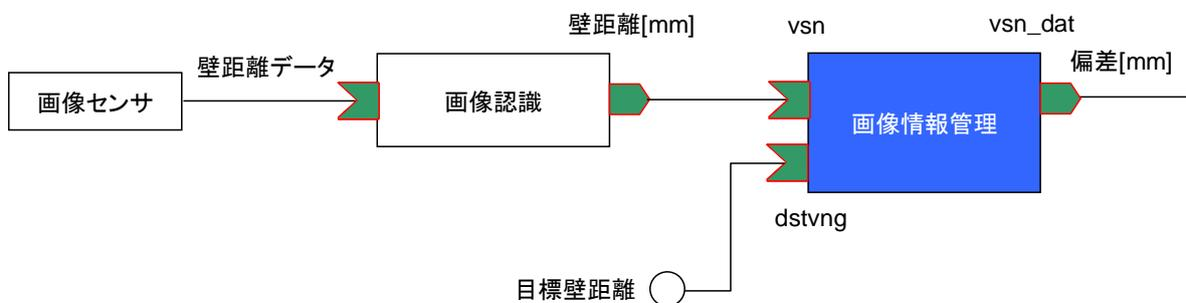 壁距離[mm]
vsn
vsn_dat
壁距離データ
偏差[mm]
画像センサ
画像認識
画像情報管理
dstvng
目標壁距離